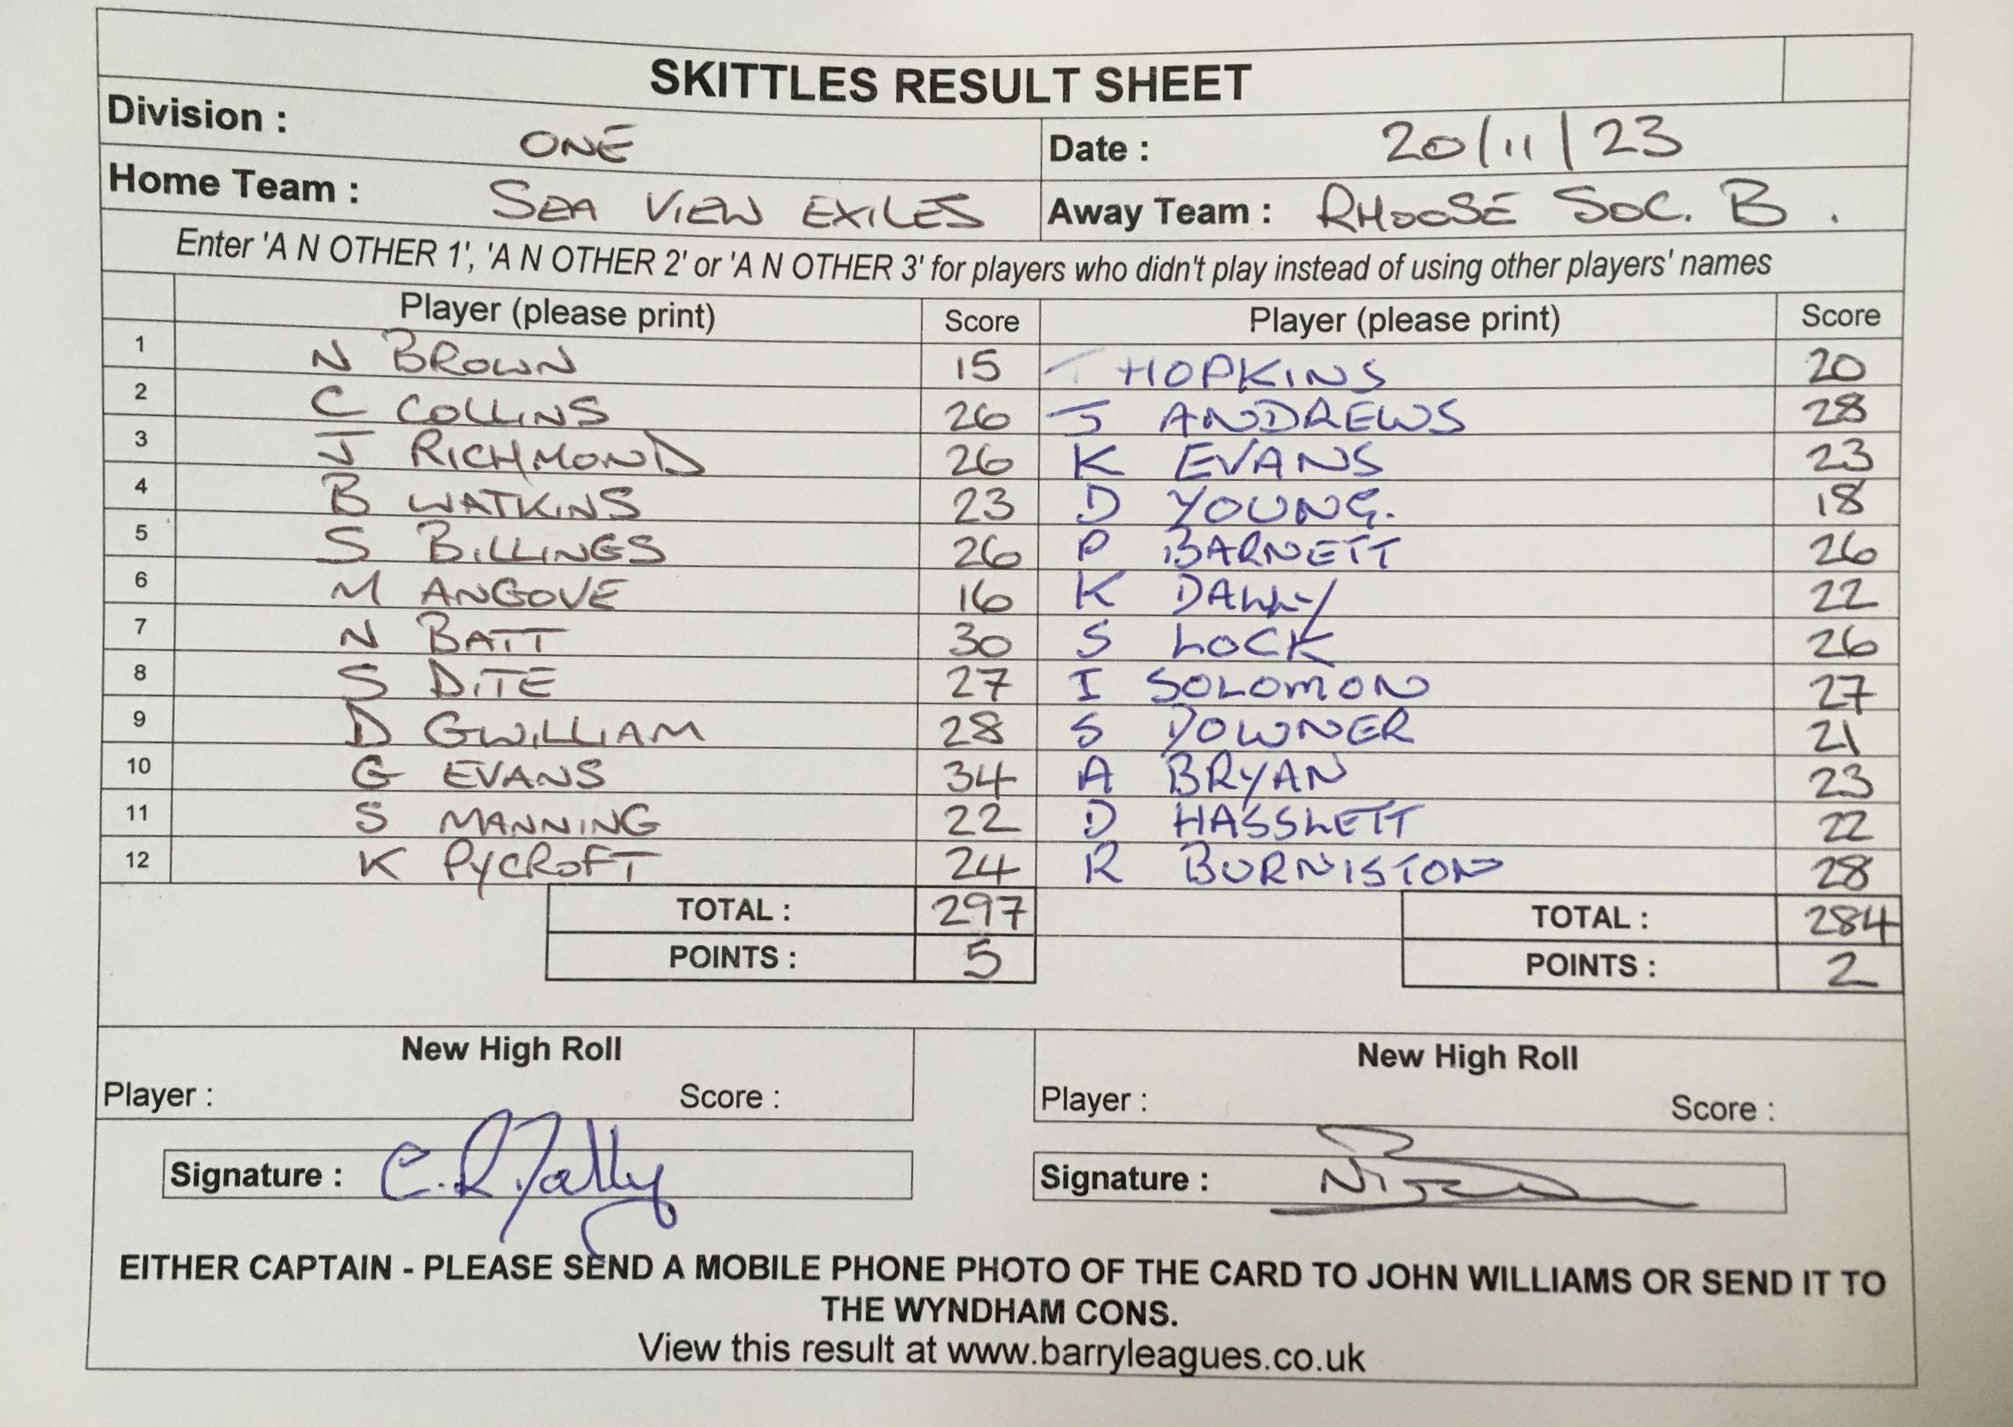 SKITTLES RESULT SHEET
Division : ONE Date : 20/11/23
Home Team : SEA VIEW EXILES Away Team : RHOOSE SOC. B.
Enter 'A N OTHER 1', 'A N OTHER 2' or 'A N OTHER 3' for players who didn't play instead of using other players' names
Player (please print) Score Player (please print) Score
1 N BROWN 15 HOPKINS 20
2 C COLLINS 26 J ANDREWS 28
3 J RICHMOND 26 K EVANS 23
4 B WATKINS 23 D YOUNG. 18
5 S BILLINGS 26 P BARNETT 26
6 M ANGOVE 16 K 22
7 N BATT 30 S LOCK 26
8 S DITE 27 I SOLOMON 27
9 D GWILLIAM 28 S DOWNER 21
10 G EVANS 34 A BRYAN 23
11 S MANNING 22 D HASSLETT 22
12 K PYCROFT 24 R BURNISTON 28
TOTAL : 297 TOTAL : 284
POINTS : 5 POINTS : 2
New High Roll New High Roll
Player : Score : Player : Score :
Signature : Signature :
EITHER CAPTAIN - PLEASE SEND A MOBILE PHONE PHOTO OF THE CARD TO JOHN WILLIAMS OR SEND IT TO
THE WYNDHAM CONS.
View this result at www.barryleagues.co.uk